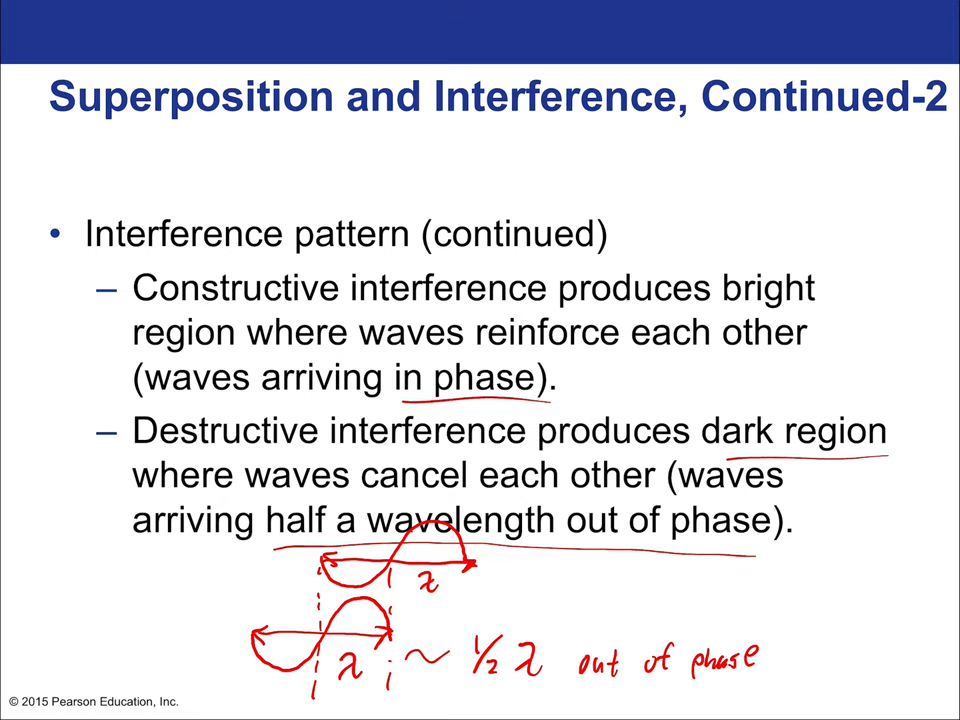 Superposition and Interference, Continued-2
• Interference pattern (continued)
– Constructive interference produces bright
region where waves reinforce each other
(waves arriving in phase).
– Destructive interference produces dark region
where waves cancel each other (waves
arriving half a wavelength out of phase).
λ
λ ~ 1/2 λ out of phase
© 2015 Pearson Education, Inc.